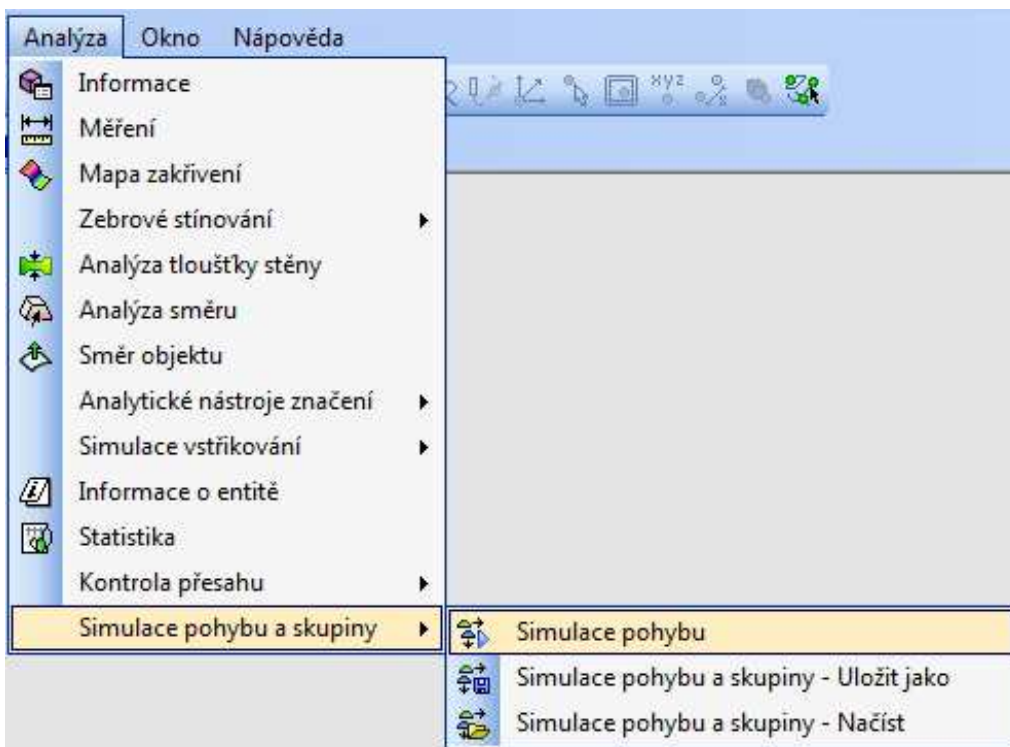 Analýza Okno Nápověda
Informace
Měření
Mapa zakřivení
Zebrové stínování
Analýza tloušťky stěny
Analýza směru
Směr objektu
Analytické nástroje značení
Simulace vstřikování
Informace o entitě
Statistika
Kontrola přesahu
Simulace pohybu a skupiny
Simulace pohybu
Simulace pohybu a skupiny - Uložit jako
Simulace pohybu a skupiny - Načíst